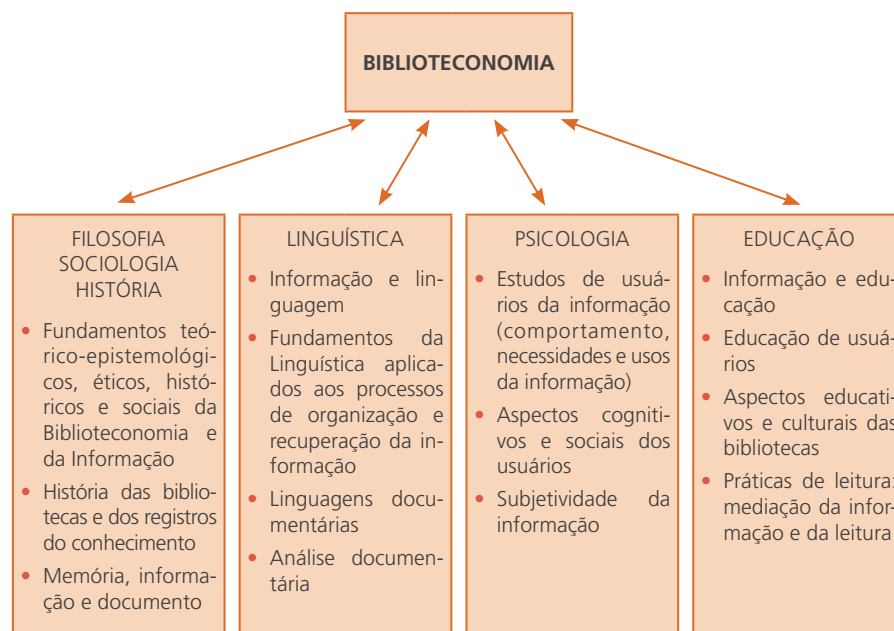 BIBLIOTECONOMIA
FILOSOFIA
SOCIOLOGIA
HISTÓRIA
• Fundamentos teó-
rico-epistemológi-
cos, éticos, histó-
ricos e sociais da
Biblioteconomia e
da Informação
• História das biblio-
tecas e dos registros
do conhecimento
• Memória, informa-
ção e documento
LINGUÍSTICA
• Informação e lin-
guagem
• Fundamentos da
Linguística aplica-
dos aos processos
de organização e
recuperação da in-
formação
• Linguagens docu-
mentárias
• Análise documen-
tária
PSICOLOGIA
• Estudos de usuá-
rios da informação
(comportamento,
necessidades e usos
da informação)
• Aspectos cogniti-
vos e sociais dos
usuários
• Subjetividade da
informação
EDUCAÇÃO
• Informação e edu-
cação
• Educação de usuá-
rios
• Aspectos educati-
vos e culturais das
bibliotecas
• Práticas de leitura:
mediação da infor-
mação e da leitura